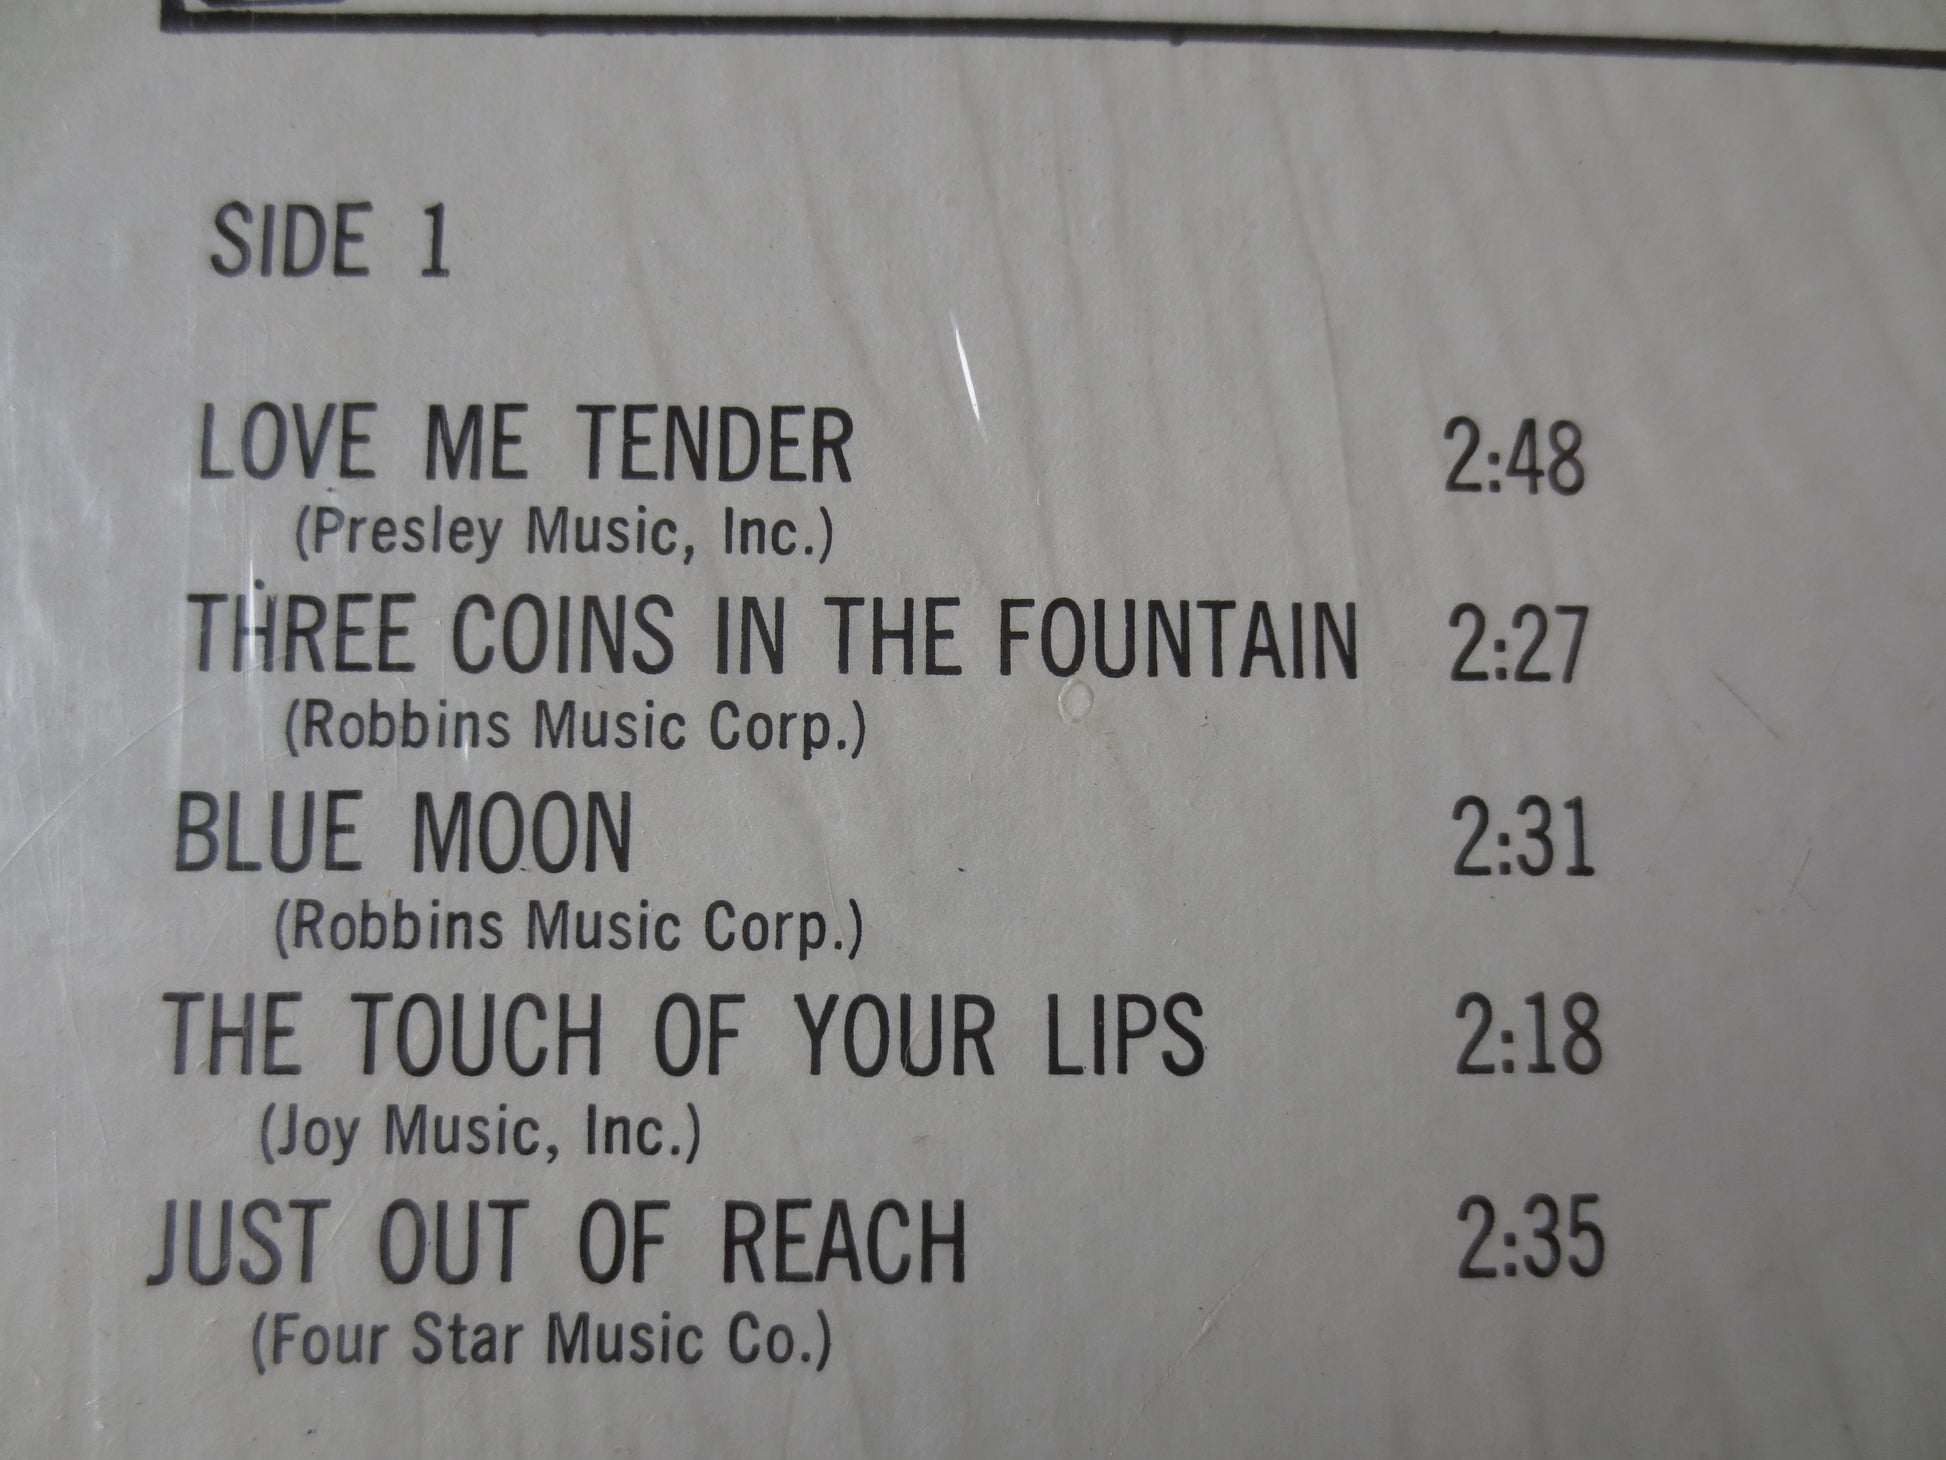 SIDE 1
LOVE ME TENDER 2:48
(Presley Music, Inc.)
THREE COINS IN THE FOUNTAIN 2:27
(Robbins Music Corp.)
BLUE MOON 2:31
(Robbins Music Corp.)
THE TOUCH OF YOUR LIPS 2:18
(Joy Music, Inc.)
JUST OUT OF REACH 2:35
(Four Star Music Co.)